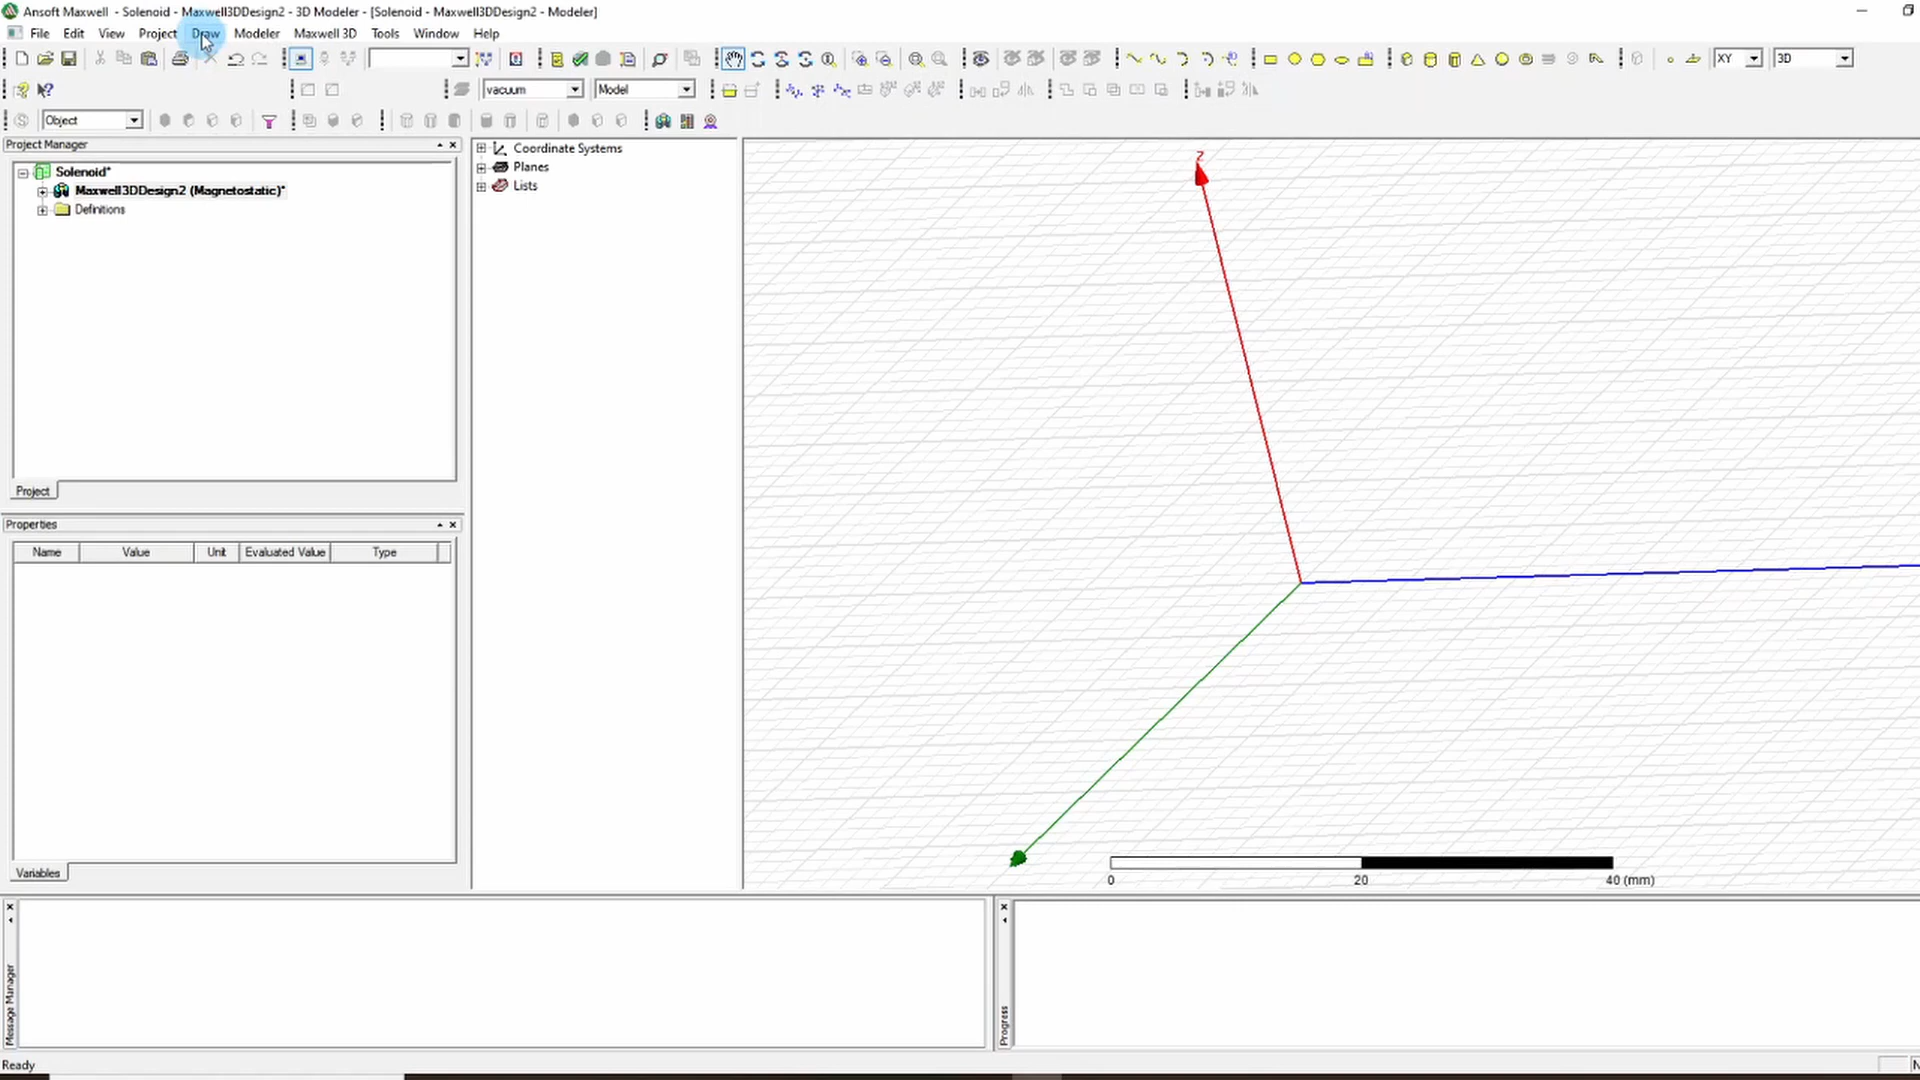 Ansoft Maxwell - Solenoid - Maxwell3DDesign2 - 3D Modeler - [Solenoid - Maxwell3DDesign2 - Modeler]
File Edit View Project Draw Modeler Maxwell 3D Tools Window Help
XY 3D
vacuum Model
Object
Project Manager
Solenoid*
Maxwell3DDesign2 (Magnetostatic)*
Definitions
Project
Coordinate Systems
Planes
Lists
Z
Properties
Name Value Unit Evaluated Value Type
Variables
0 20 40 (mm)
Message Manager
Progress
Ready
N